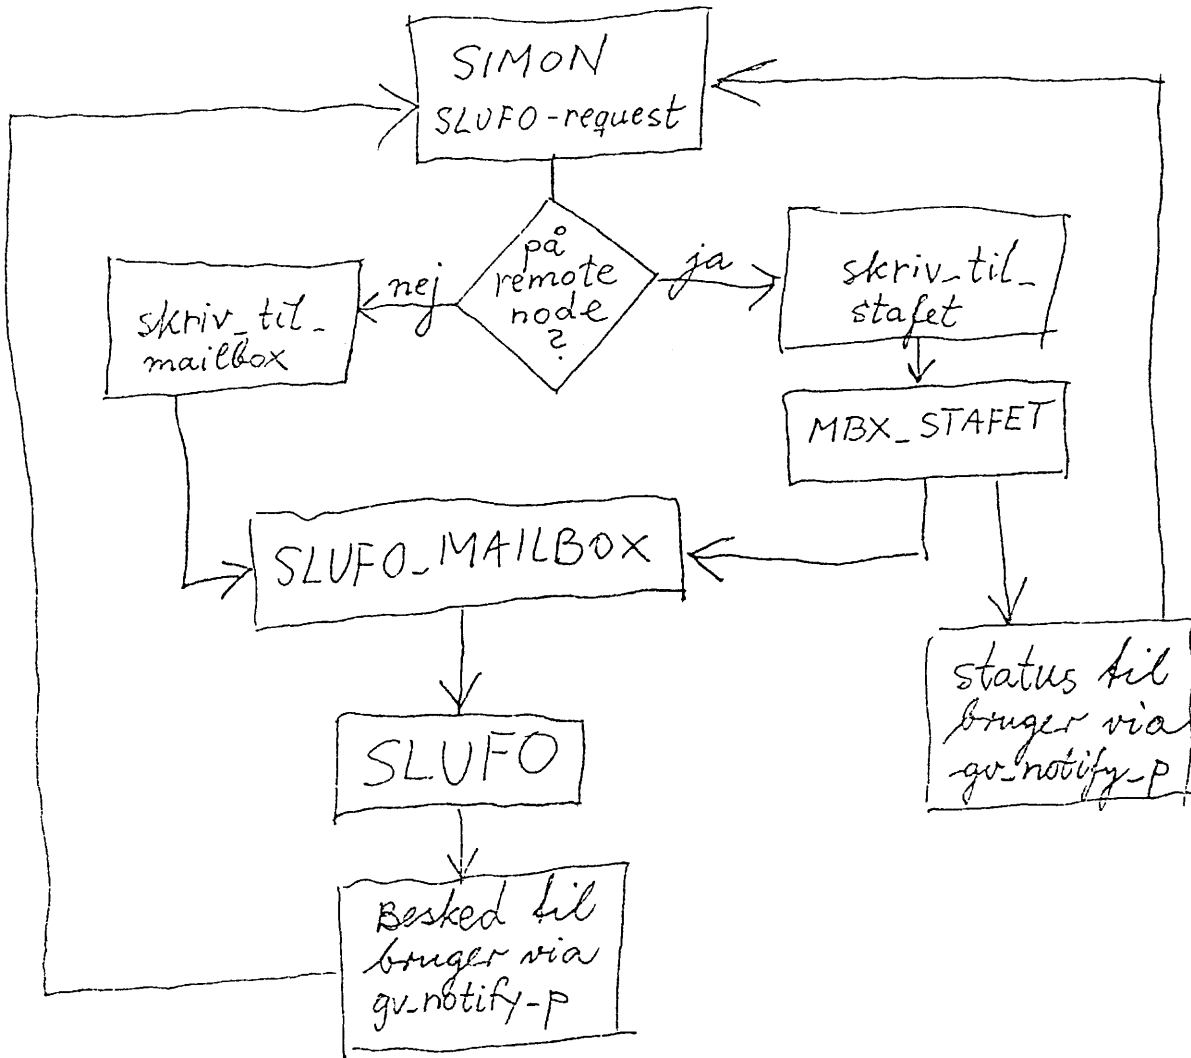 SIMON
SLUFO-request
på
remote
node
?
nej
ja
skriv_til_
mailbox
skriv_til_
stafet
MBX_STAFET
SLUFO_MAILBOX
SLUFO
status til
bruger via
gv_notify_p
Besked til
bruger via
gv_notify_p